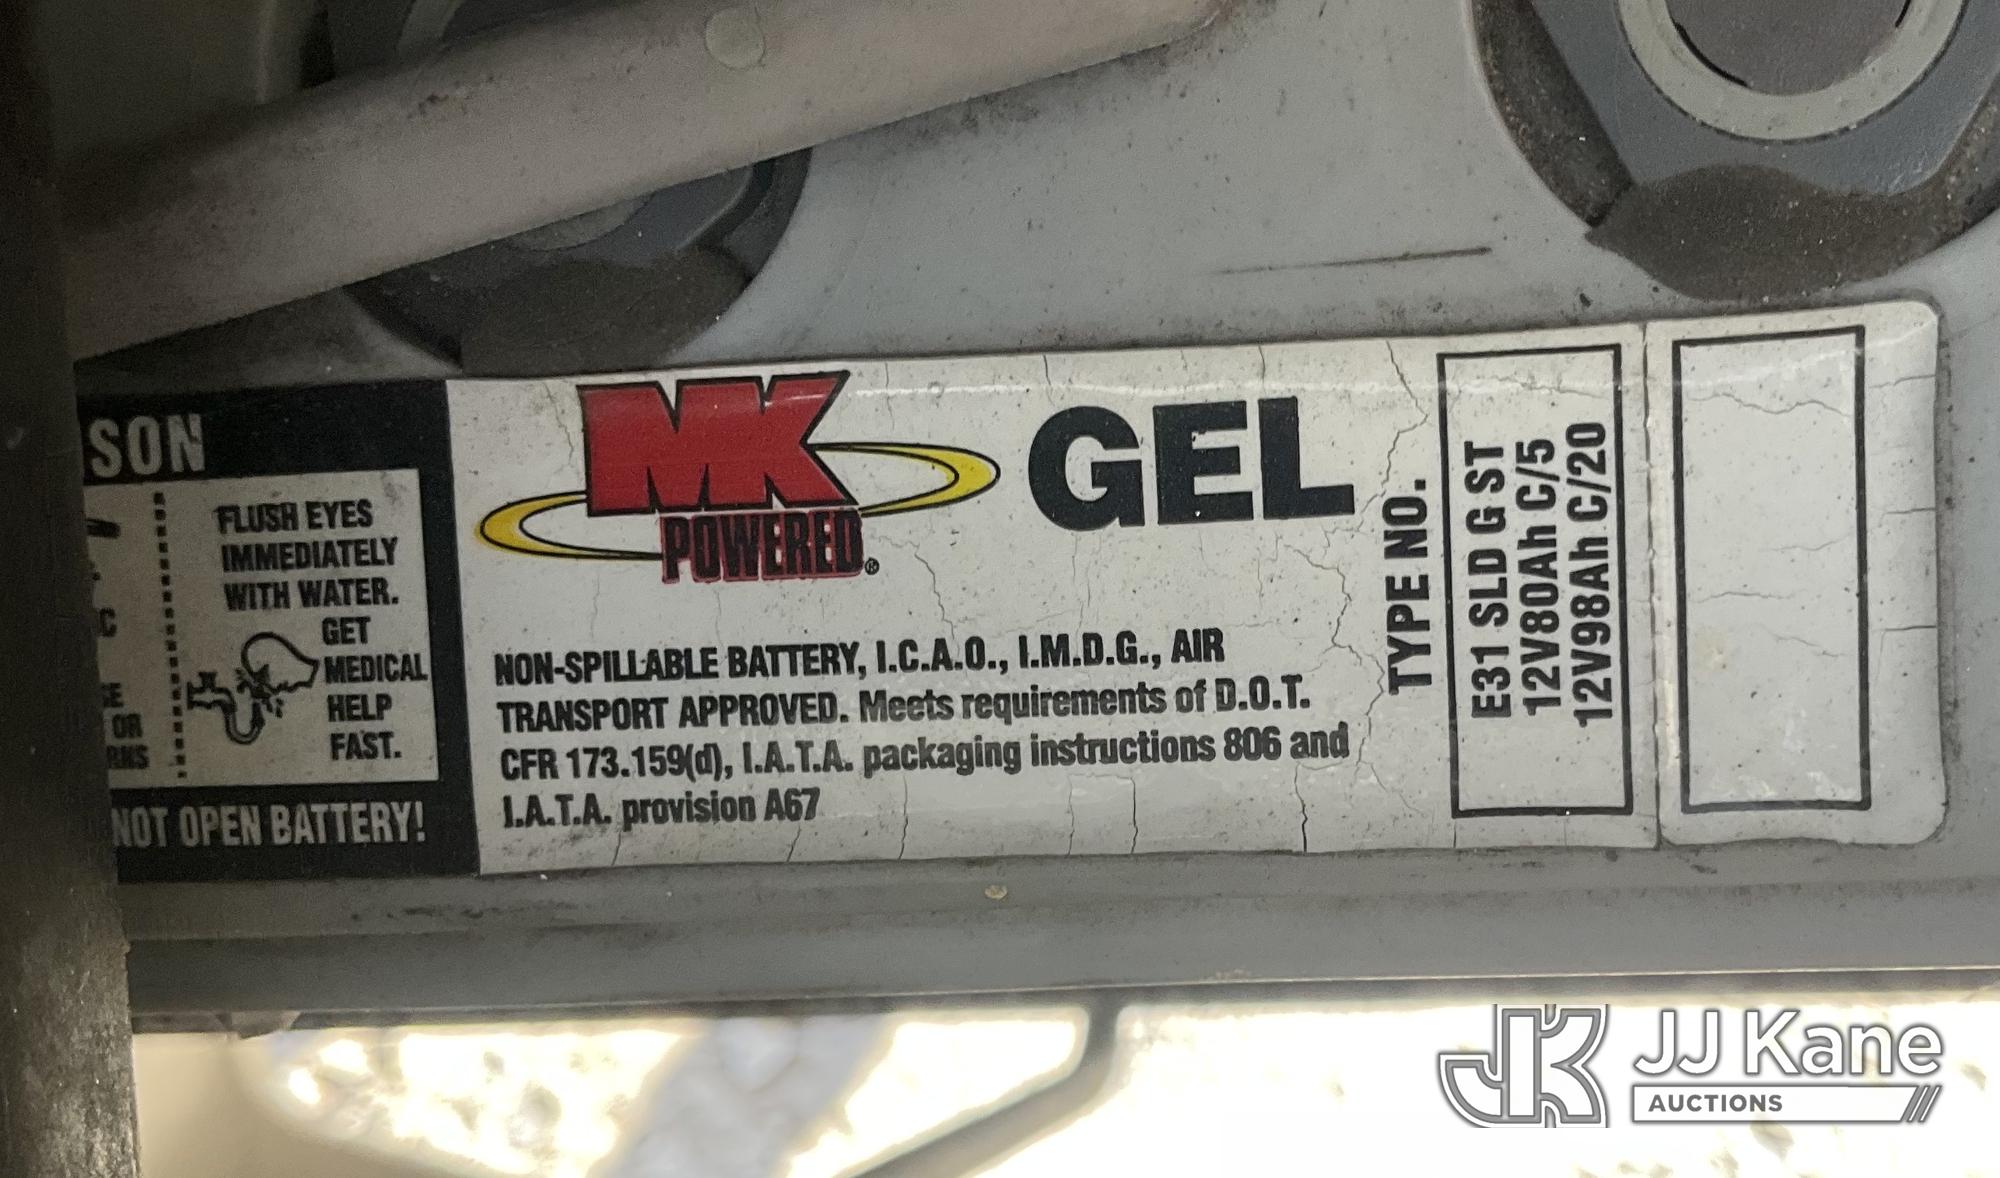 SON
FLUSH EYES
IMMEDIATELY
WITH WATER.
GET
MEDICAL
HELP
FAST.
C
OR
NOT OPEN BATTERY!
MK
POWERED®
GEL
NON-SPILLABLE BATTERY, I.C.A.O., I.M.D.G., AIR
TRANSPORT APPROVED. Meets requirements of D.O.T.
CFR 173.159(d), I.A.T.A. packaging instructions 806 and
I.A.T.A. provision A67
TYPE NO.
E31 SLD G ST
12V80Ah C/5
12V98Ah C/20
JK JJ Kane
AUCTIONS